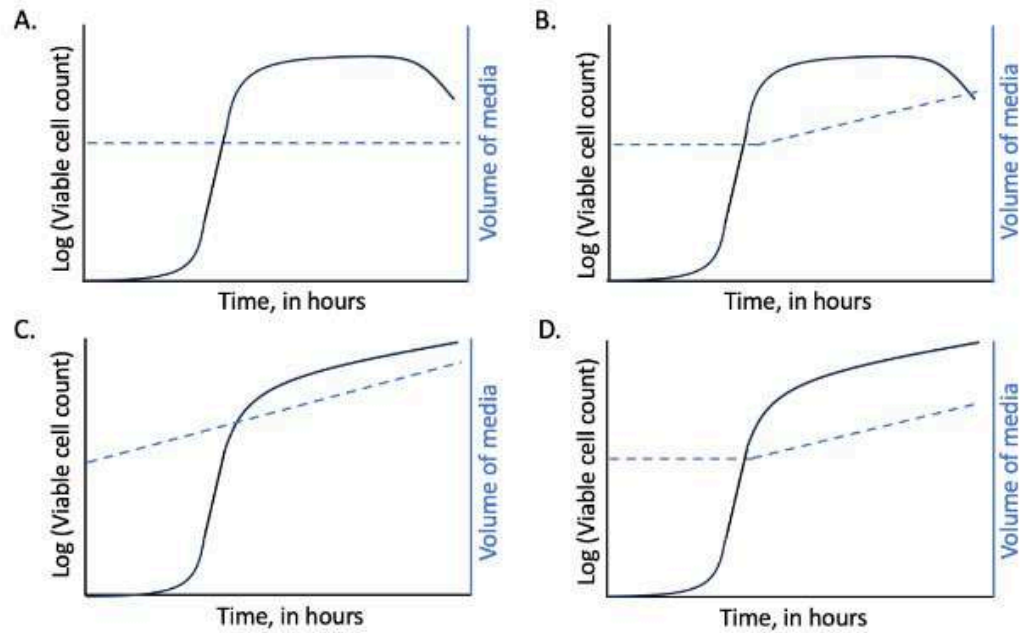 A.
Log (Viable cell count)
Volume of media
Time, in hours
B.
Log (Viable cell count)
Volume of media
Time, in hours
C.
Log (Viable cell count)
Volume of media
Time, in hours
D.
Log (Viable cell count)
Volume of media
Time, in hours